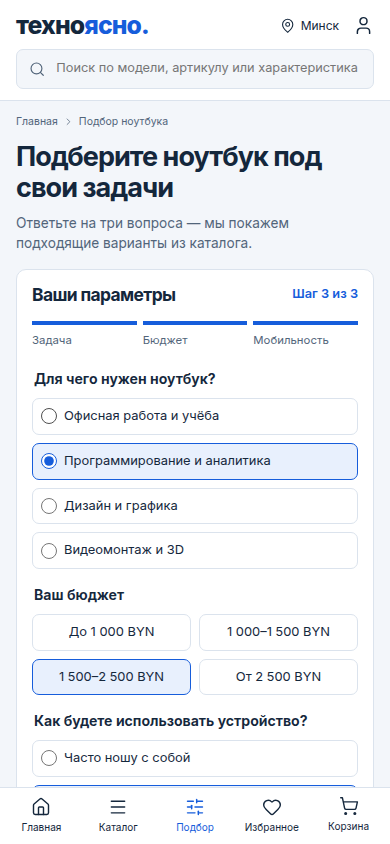 техноясно.
Минск
Поиск по модели, артикулу или характеристика
Главная > Подбор ноутбука
Подберите ноутбук под
свои задачи
Ответьте на три вопроса — мы покажем
подходящие варианты из каталога.
Ваши параметры
Шаг 3 из 3
Задача
Бюджет
Мобильность
Для чего нужен ноутбук?
Офисная работа и учёба
Программирование и аналитика
Дизайн и графика
Видеомонтаж и 3D
Ваш бюджет
До 1 000 BYN
1 000–1 500 BYN
1 500–2 500 BYN
От 2 500 BYN
Как будете использовать устройство?
Часто ношу с собой
Главная
Каталог
Подбор
Избранное
Корзина